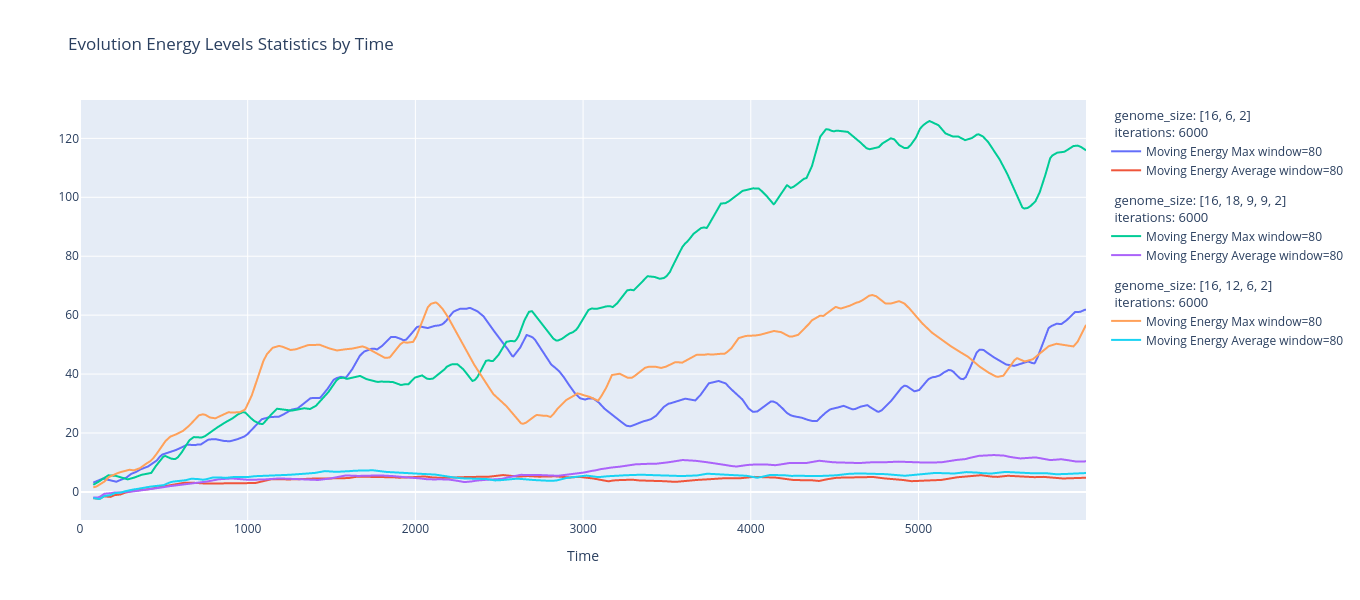 Evolution Energy Levels Statistics by Time
genome_size: [16, 6, 2]
iterations: 6000
Moving Energy Max window=80
Moving Energy Average window=80
genome_size: [16, 18, 9, 9, 2]
iterations: 6000
Moving Energy Max window=80
Moving Energy Average window=80
genome_size: [16, 12, 6, 2]
iterations: 6000
Moving Energy Max window=80
Moving Energy Average window=80
120
100
80
60
40
20
0
0 1000 2000 3000 4000 5000
Time